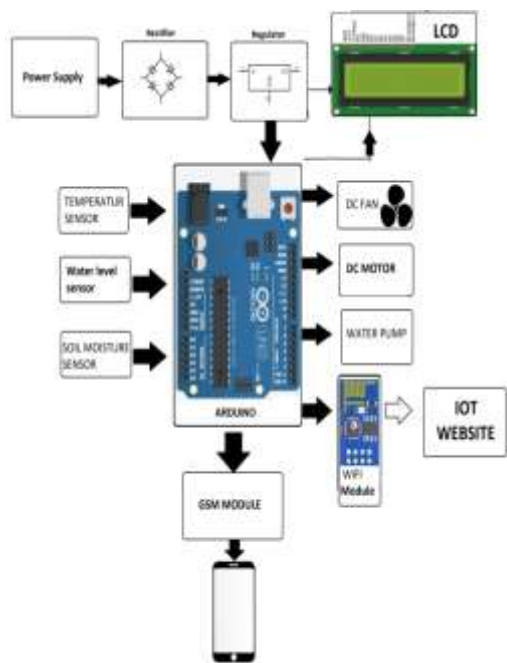 Rectifier
Regulator
LCD
Power Supply
TEMPERATUR
SENSOR
DC FAN
Water level
sensor
DC MOTOR
SOIL MOISTURE
SENSOR
WATER PUMP
ARDUINO
IOT
WEBSITE
WIFI
Module
GSM MODULE